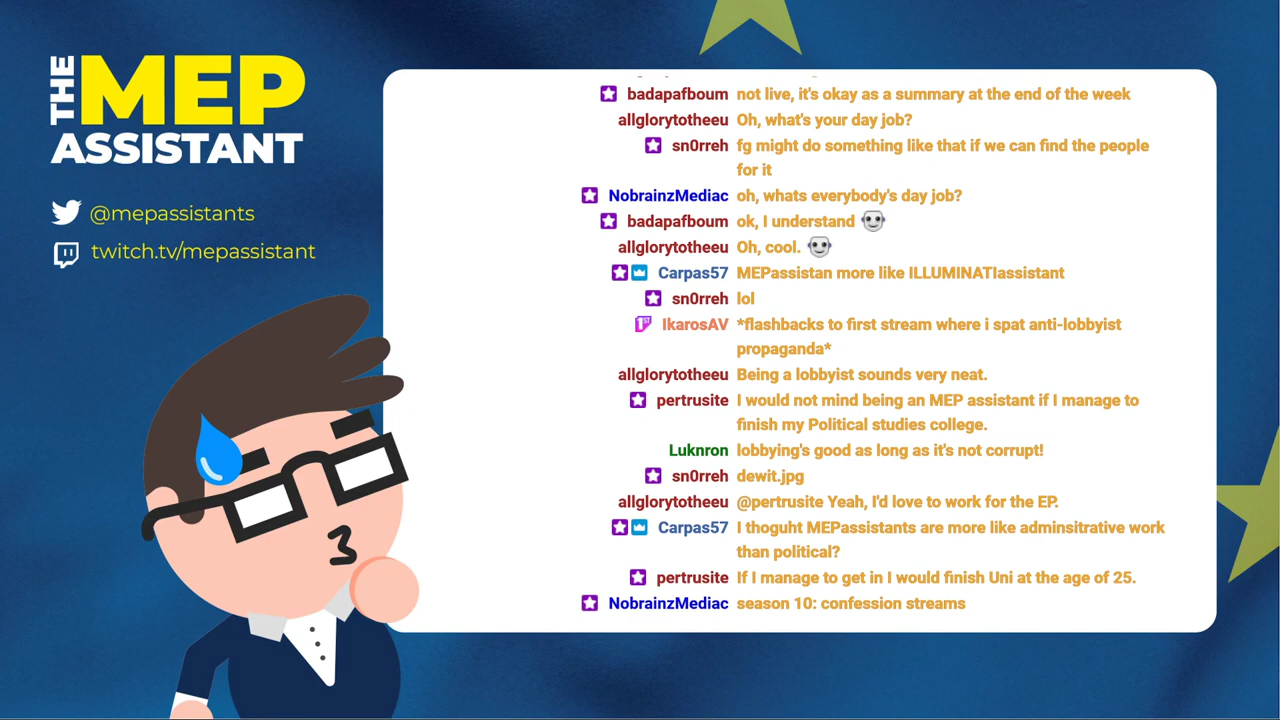 THE MEP
ASSISTANT
@mepassistants
twitch.tv/mepassistant
badapafboum not live, it's okay as a summary at the end of the week
allglorytotheeu Oh, what's your day job?
sn0rreh fg might do something like that if we can find the people
for it
NobrainzMediac oh, whats everybody's day job?
badapafboum ok, I understand
allglorytotheeu Oh, cool.
Carpas57 MEPassistan more like ILLUMINATIassistant
sn0rreh lol
IkarosAV *flashbacks to first stream where i spat anti-lobbyist
propaganda*
allglorytotheeu Being a lobbyist sounds very neat.
pertrusite I would not mind being an MEP assistant if I manage to
finish my Political studies college.
Luknron lobbying's good as long as it's not corrupt!
sn0rreh dewit.jpg
allglorytotheeu @pertrusite Yeah, I'd love to work for the EP.
Carpas57 I thoguht MEPassistants are more like adminsitrative work
than political?
pertrusite If I manage to get in I would finish Uni at the age of 25.
NobrainzMediac season 10: confession streams